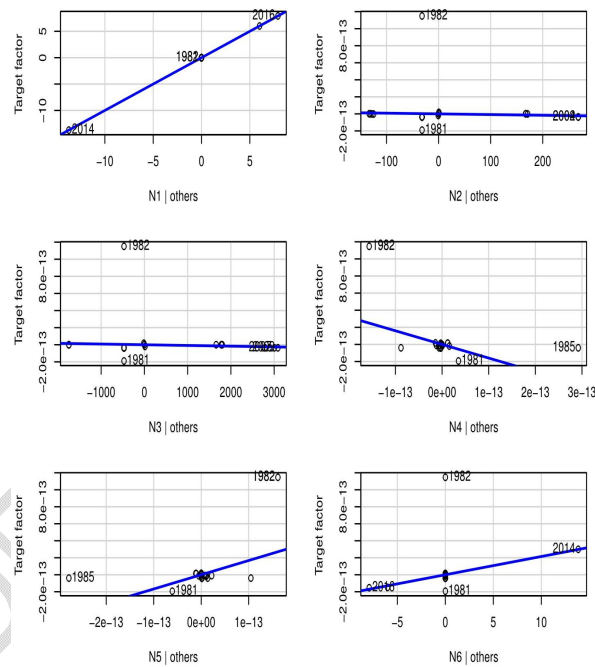 Target factor
5
0
−10
2016
1982
2014
−10
−5
0
5
N1 | others
Target factor
8.0e−13
−2.0e−13
1982
1981
−100
0
100
200
N2 | others
Target factor
8.0e−13
−2.0e−13
1982
1981
−1000
0
1000
2000
3000
N3 | others
Target factor
8.0e−13
−2.0e−13
1982
1985
1981
−1e−13
0e+00
1e−13
2e−13
3e−13
N4 | others
Target factor
8.0e−13
−2.0e−13
1982
1985
1981
−2e−13
−1e−13
0e+00
1e−13
N5 | others
Target factor
8.0e−13
−2.0e−13
1982
2014
2016
1981
−5
0
5
10
N6 | others